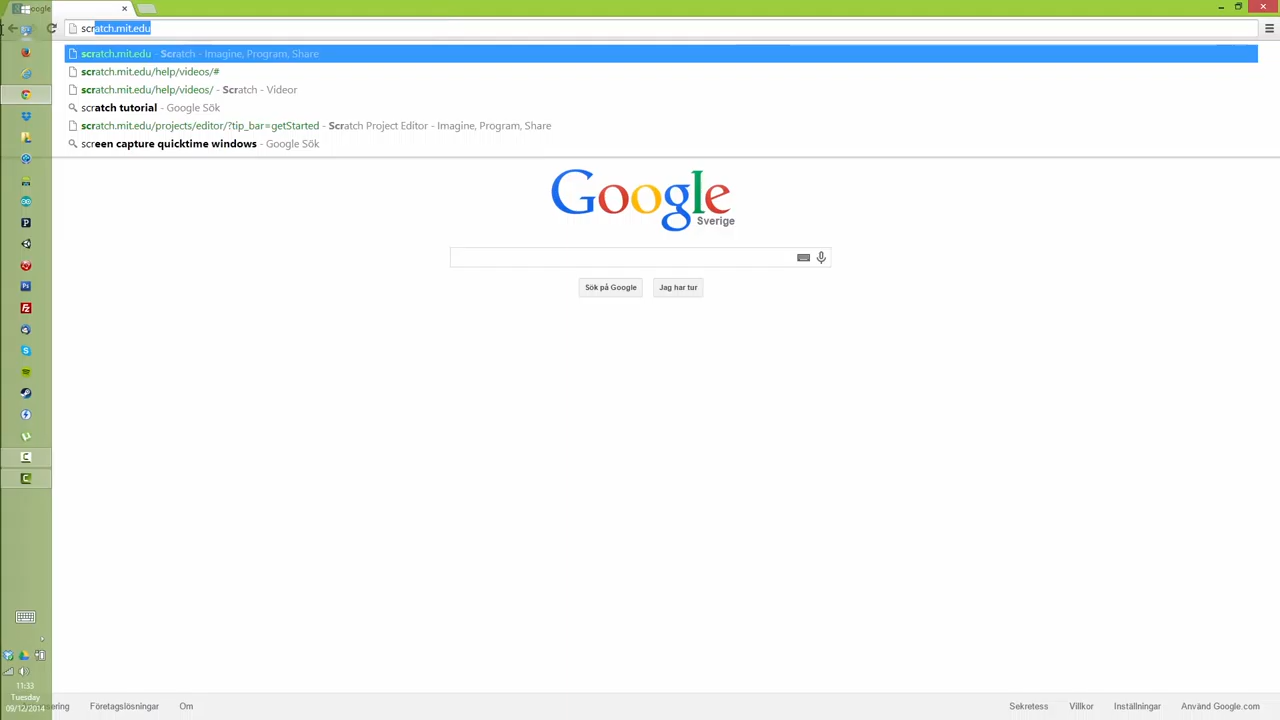 Google
scratch.mit.edu
scratch.mit.edu - Scratch - Imagine, Program, Share
scratch.mit.edu/help/videos/#
scratch.mit.edu/help/videos/ - Scratch - Videor
scratch tutorial - Google Sök
scratch.mit.edu/projects/editor/?tip_bar=getStarted - Scratch Project Editor - Imagine, Program, Share
screen capture quicktime windows - Google Sök
Google
Sverige
Sök på Google
Jag har tur
11:33
Tuesday
09/12/2014
Företagslösningar
Om
Sekretess
Villkor
Inställningar
Använd Google.com